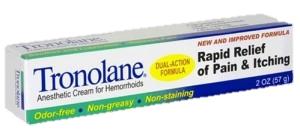 NEW AND IMPROVED FORMULA
Tronolane®
DUAL-ACTION
FORMULA
Rapid Relief
of Pain & Itching
Anesthetic Cream for Hemorrhoids
Odor-free • Non-greasy • Non-staining
2 OZ (57 g)